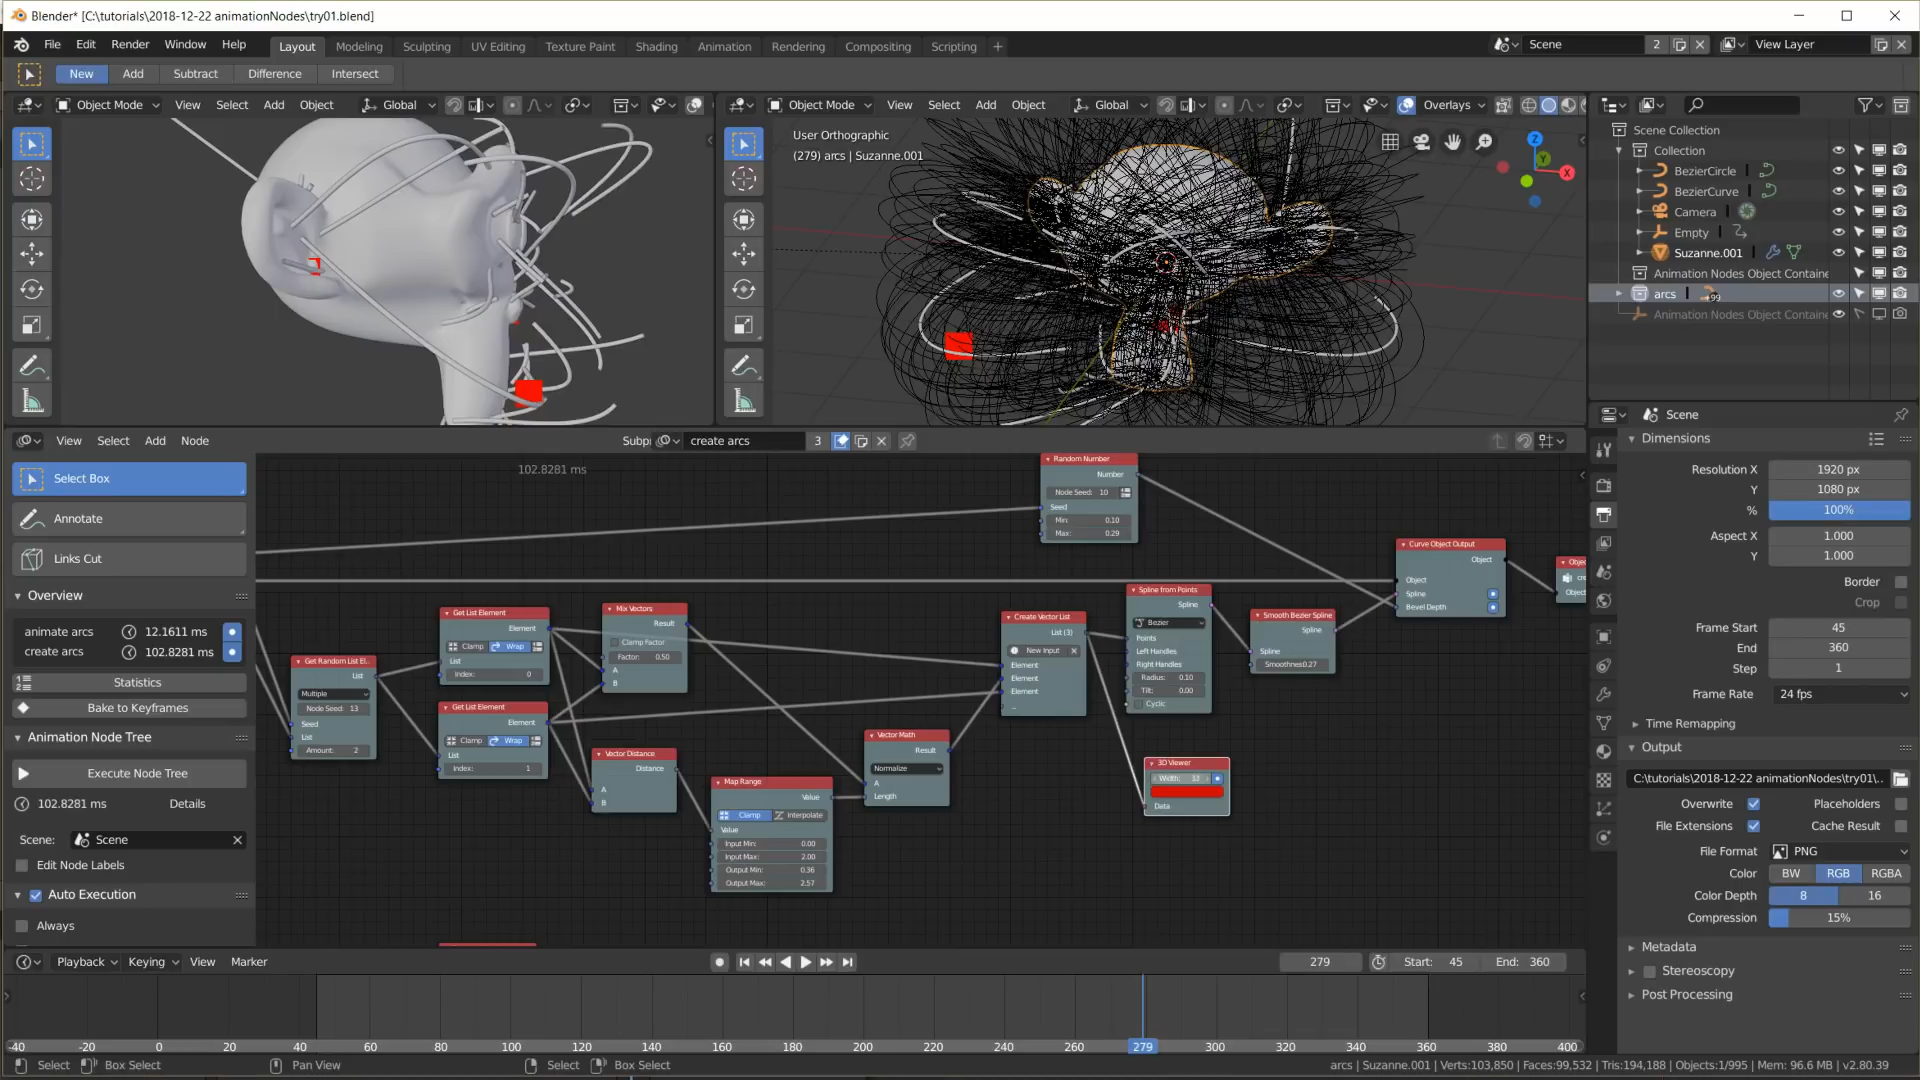 Blender* [C:\tutorials\2018-12-22 animationNodes\try01.blend]
File Edit Render Window Help Layout Modeling Sculpting UV Editing Texture Paint Shading Animation Rendering Compositing Scripting + Scene 2 View Layer
New Add Subtract Difference Intersect
Object Mode View Select Add Object Global
Object Mode View Select Add Object Global Overlays
User Orthographic
(279) arcs | Suzanne.001
Z
Y
X
Scene Collection
Collection
BezierCircle
BezierCurve
Camera
Empty
Suzanne.001
Animation Nodes Object Containe
arcs 99
Animation Nodes Object Containe
View Select Add Node Subpr create arcs 3
Select Box
Annotate
Links Cut
Overview
animate arcs 12.1611 ms
create arcs 102.8281 ms
Statistics
Bake to Keyframes
Animation Node Tree
Execute Node Tree
102.8281 ms Details
Scene: Scene
Edit Node Labels
Auto Execution
Always
102.8281 ms
Get Random List El..
List
Multiple
Node Seed: 13
Seed
List
Amount: 2
Get List Element
Element
Clamp Wrap
List
Index: 0
Get List Element
Element
Clamp Wrap
List
Index: 1
Mix Vectors
Result
Clamp Factor
Factor: 0.50
A
B
Vector Distance
Distance
A
B
Map Range
Value
Clamp Interpolate
Value
Input Min: 0.00
Input Max: 2.00
Output Min: 0.36
Output Max: 2.57
Vector Math
Result
Normalize
A
Length
Create Vector List
List (3)
New Input
Element
Element
Element
...
Random Number
Number
Node Seed: 10
Seed
Min: 0.10
Max: 0.29
Spline from Points
Spline
Bezier
Points
Left Handles
Right Handles
Radius: 0.10
Tilt: 0.00
Cyclic
3D Viewer
Width: 33
Data
Smooth Bezier Spline
Spline
Spline
Smoothnes0.27
Curve Object Output
Object
Object
Spline
Bevel Depth
Objec
cre
Object
Scene
Dimensions
Resolution X 1920 px
Y 1080 px
% 100%
Aspect X 1.000
Y 1.000
Border
Crop
Frame Start 45
End 360
Step 1
Frame Rate 24 fps
Time Remapping
Output
C:\tutorials\2018-12-22 animationNodes\try01\..
Overwrite Placeholders
File Extensions Cache Result
File Format PNG
Color BW RGB RGBA
Color Depth 8 16
Compression 15%
Metadata
Stereoscopy
Post Processing
Playback Keying View Marker 279 Start: 45 End: 360
-40 0 20 40 60 80 100 120 140 160 180 200 220 240 260 279 300 320 340 360 380 400
Select Box Select Pan View Select Box Select arcs | Suzanne.001 | Verts:103,850 | Faces:99,532 | Tris:194,188 | Objects:1/995 | Mem: 96.6 MB | v2.80.39